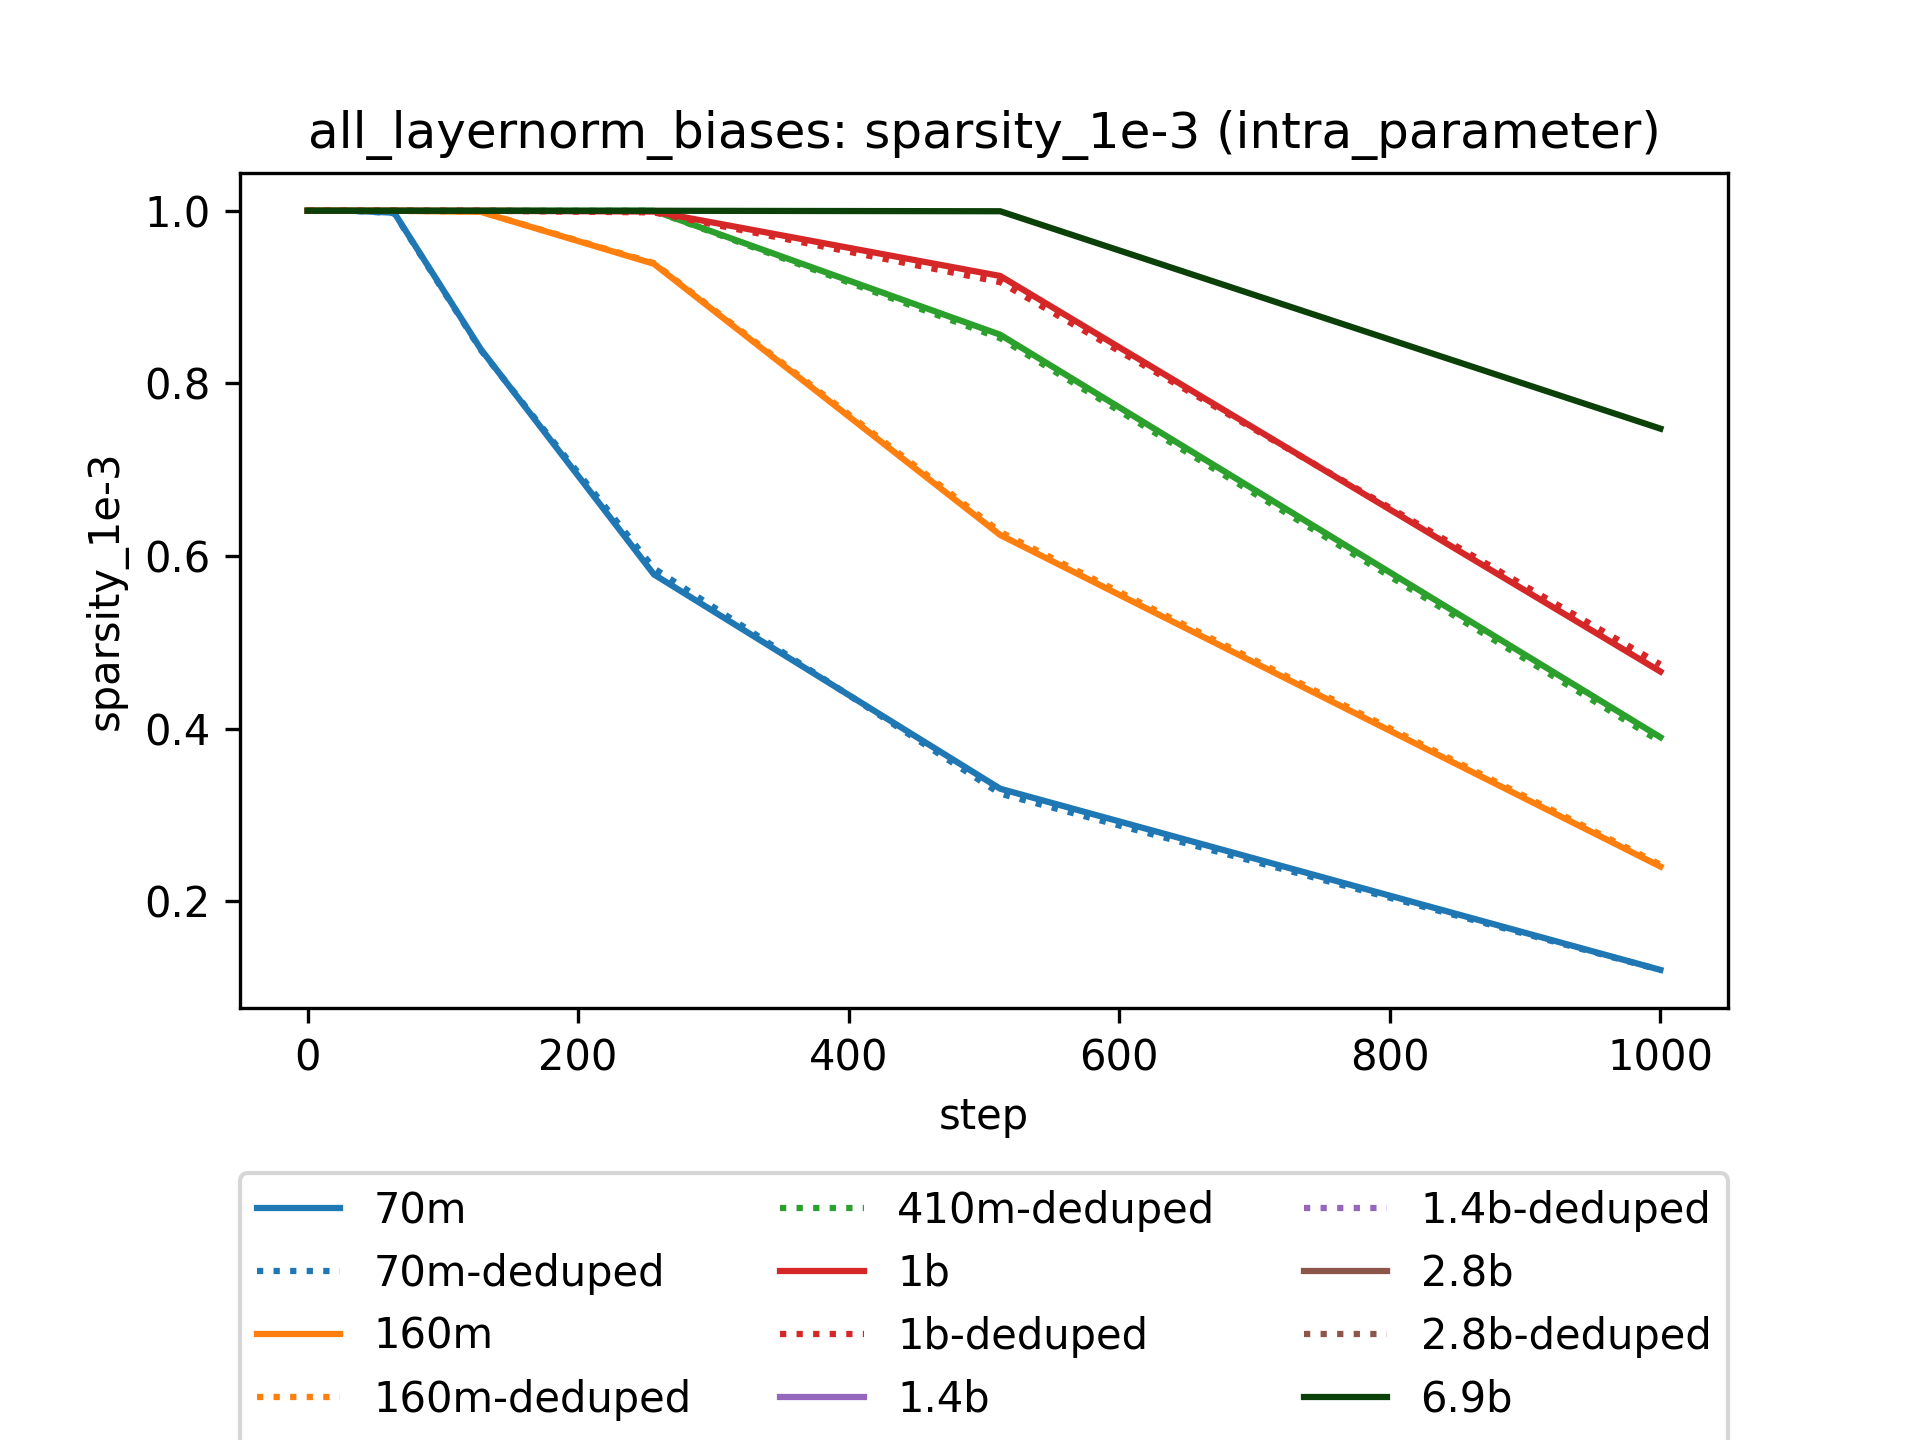 all_layernorm_biases: sparsity_1e-3 (intra_parameter)
sparsity_1e-3
1.0
0.8
0.6
0.4
0.2
0 200 400 600 800 1000
step
70m
70m-deduped
160m
160m-deduped
410m-deduped
1b
1b-deduped
1.4b
1.4b-deduped
2.8b
2.8b-deduped
6.9b